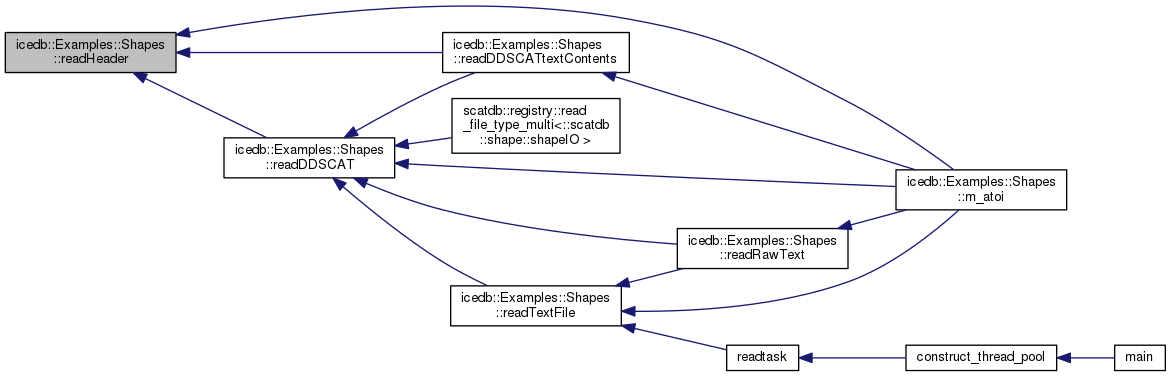 icedb::Examples::Shapes
::readHeader
icedb::Examples::Shapes
::readDDSCATtextContents
scatdb::registry::read
_file_type_multi<::scatdb
::shape::shapeIO >
icedb::Examples::Shapes
::readDDSCAT
icedb::Examples::Shapes
::m_atoi
icedb::Examples::Shapes
::readRawText
icedb::Examples::Shapes
::readTextFile
readtask
construct_thread_pool
main